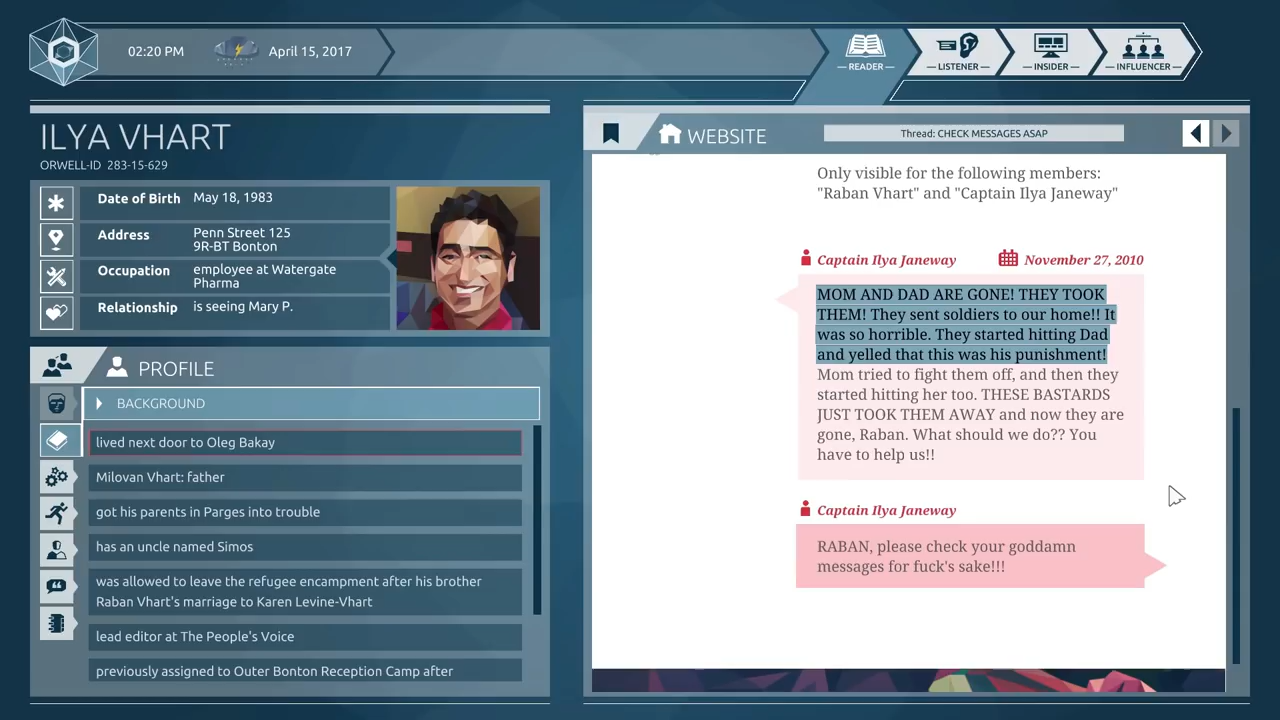 02:20 PM
April 15, 2017
READER
LISTENER
INSIDER
INFLUENCER
ILYA VHART
ORWELL-ID 283-15-629
Date of Birth May 18, 1983
Address Penn Street 125
9R-BT Bonton
Occupation employee at Watergate
Pharma
Relationship is seeing Mary P.
PROFILE
BACKGROUND
lived next door to Oleg Bakay
Milovan Vhart: father
got his parents in Parges into trouble
has an uncle named Simos
was allowed to leave the refugee encampment after his brother
Raban Vhart's marriage to Karen Levine-Vhart
lead editor at The People's Voice
previously assigned to Outer Bonton Reception Camp after
WEBSITE
Thread: CHECK MESSAGES ASAP
Only visible for the following members:
"Raban Vhart" and "Captain Ilya Janeway"
Captain Ilya Janeway November 27, 2010
MOM AND DAD ARE GONE! THEY TOOK
THEM! They sent soldiers to our home!! It
was so horrible. They started hitting Dad
and yelled that this was his punishment!
Mom tried to fight them off, and then they
started hitting her too. THESE BASTARDS
JUST TOOK THEM AWAY and now they are
gone, Raban. What should we do?? You
have to help us!!
Captain Ilya Janeway
RABAN, please check your goddamn
messages for fuck's sake!!!